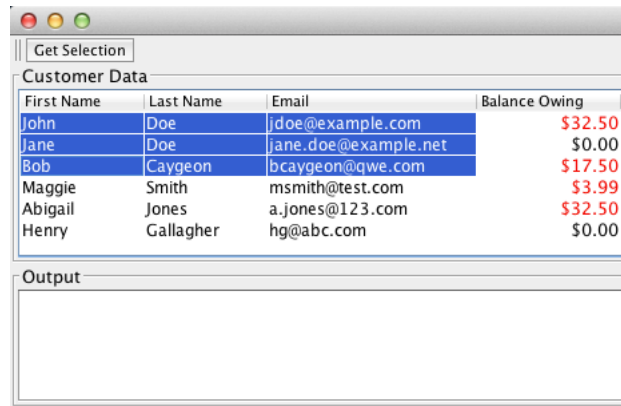 Get Selection
Customer Data
First Name Last Name Email Balance Owing
John Doe jdoe@example.com $32.50
Jane Doe jane.doe@example.net $0.00
Bob Caygeon bcaygeon@qwe.com $17.50
Maggie Smith msmith@test.com $3.99
Abigail Jones a.jones@123.com $32.50
Henry Gallagher hg@abc.com $0.00
Output